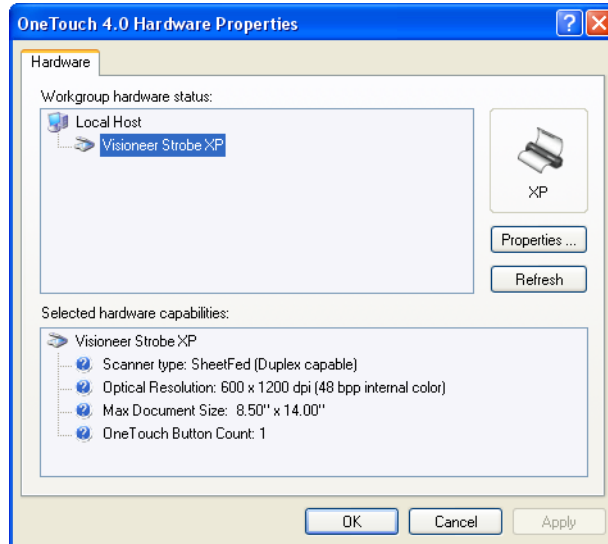 OneTouch 4.0 Hardware Properties
Hardware
Workgroup hardware status:
Local Host
Visioneer Strobe XP
XP
Properties ...
Refresh
Selected hardware capabilities:
Visioneer Strobe XP
Scanner type: SheetFed (Duplex capable)
Optical Resolution: 600 x 1200 dpi (48 bpp internal color)
Max Document Size: 8.50" x 14.00"
OneTouch Button Count: 1
OK
Cancel
Apply